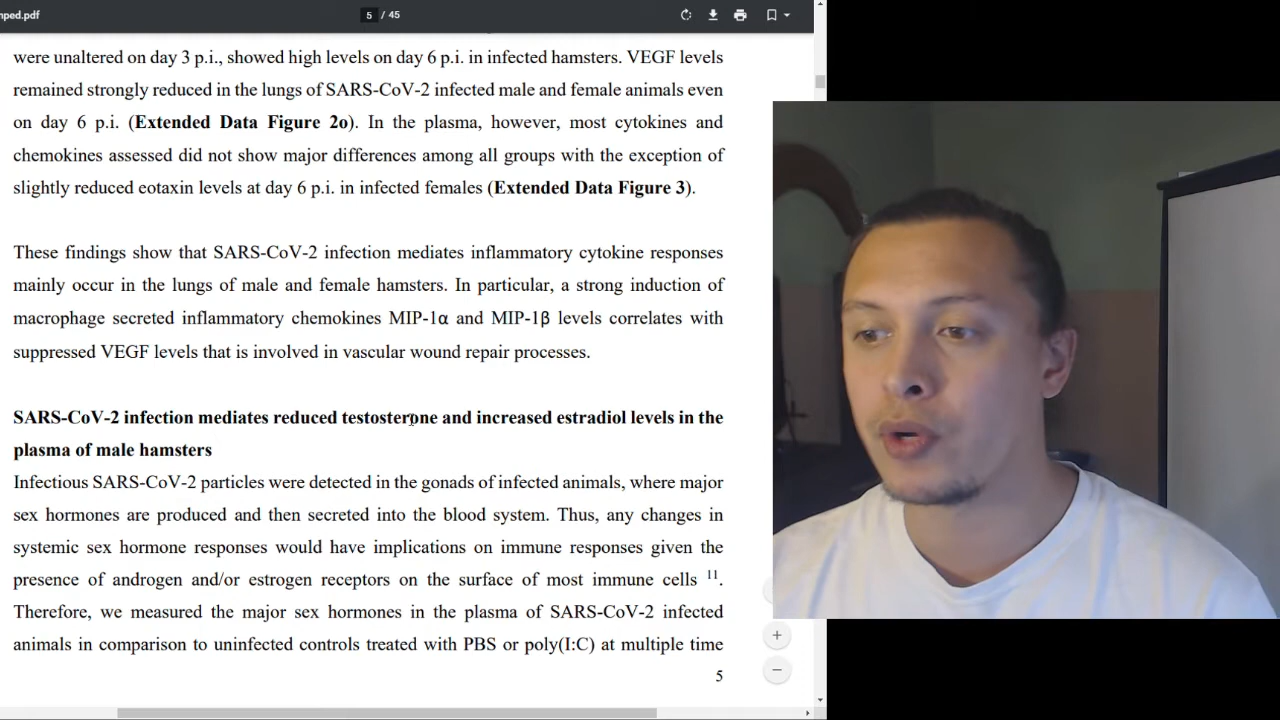 nped.pdf
5 / 45
were unaltered on day 3 p.i., showed high levels on day 6 p.i. in infected hamsters. VEGF levels
remained strongly reduced in the lungs of SARS-CoV-2 infected male and female animals even
on day 6 p.i. (Extended Data Figure 2o). In the plasma, however, most cytokines and
chemokines assessed did not show major differences among all groups with the exception of
slightly reduced eotaxin levels at day 6 p.i. in infected females (Extended Data Figure 3).
These findings show that SARS-CoV-2 infection mediates inflammatory cytokine responses
mainly occur in the lungs of male and female hamsters. In particular, a strong induction of
macrophage secreted inflammatory chemokines MIP-1α and MIP-1β levels correlates with
suppressed VEGF levels that is involved in vascular wound repair processes.
SARS-CoV-2 infection mediates reduced testosterone and increased estradiol levels in the
plasma of male hamsters
Infectious SARS-CoV-2 particles were detected in the gonads of infected animals, where major
sex hormones are produced and then secreted into the blood system. Thus, any changes in
systemic sex hormone responses would have implications on immune responses given the
presence of androgen and/or estrogen receptors on the surface of most immune cells 11.
Therefore, we measured the major sex hormones in the plasma of SARS-CoV-2 infected
animals in comparison to uninfected controls treated with PBS or poly(I:C) at multiple time
5